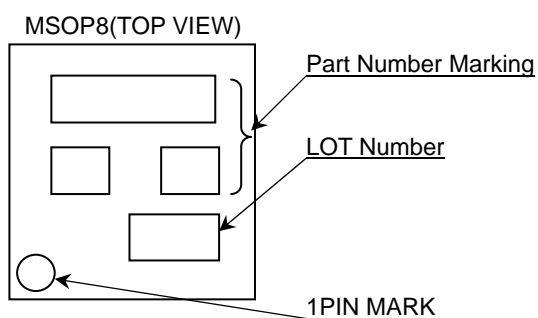 MSOP8(TOP VIEW)
Part Number Marking
LOT Number
1PIN MARK